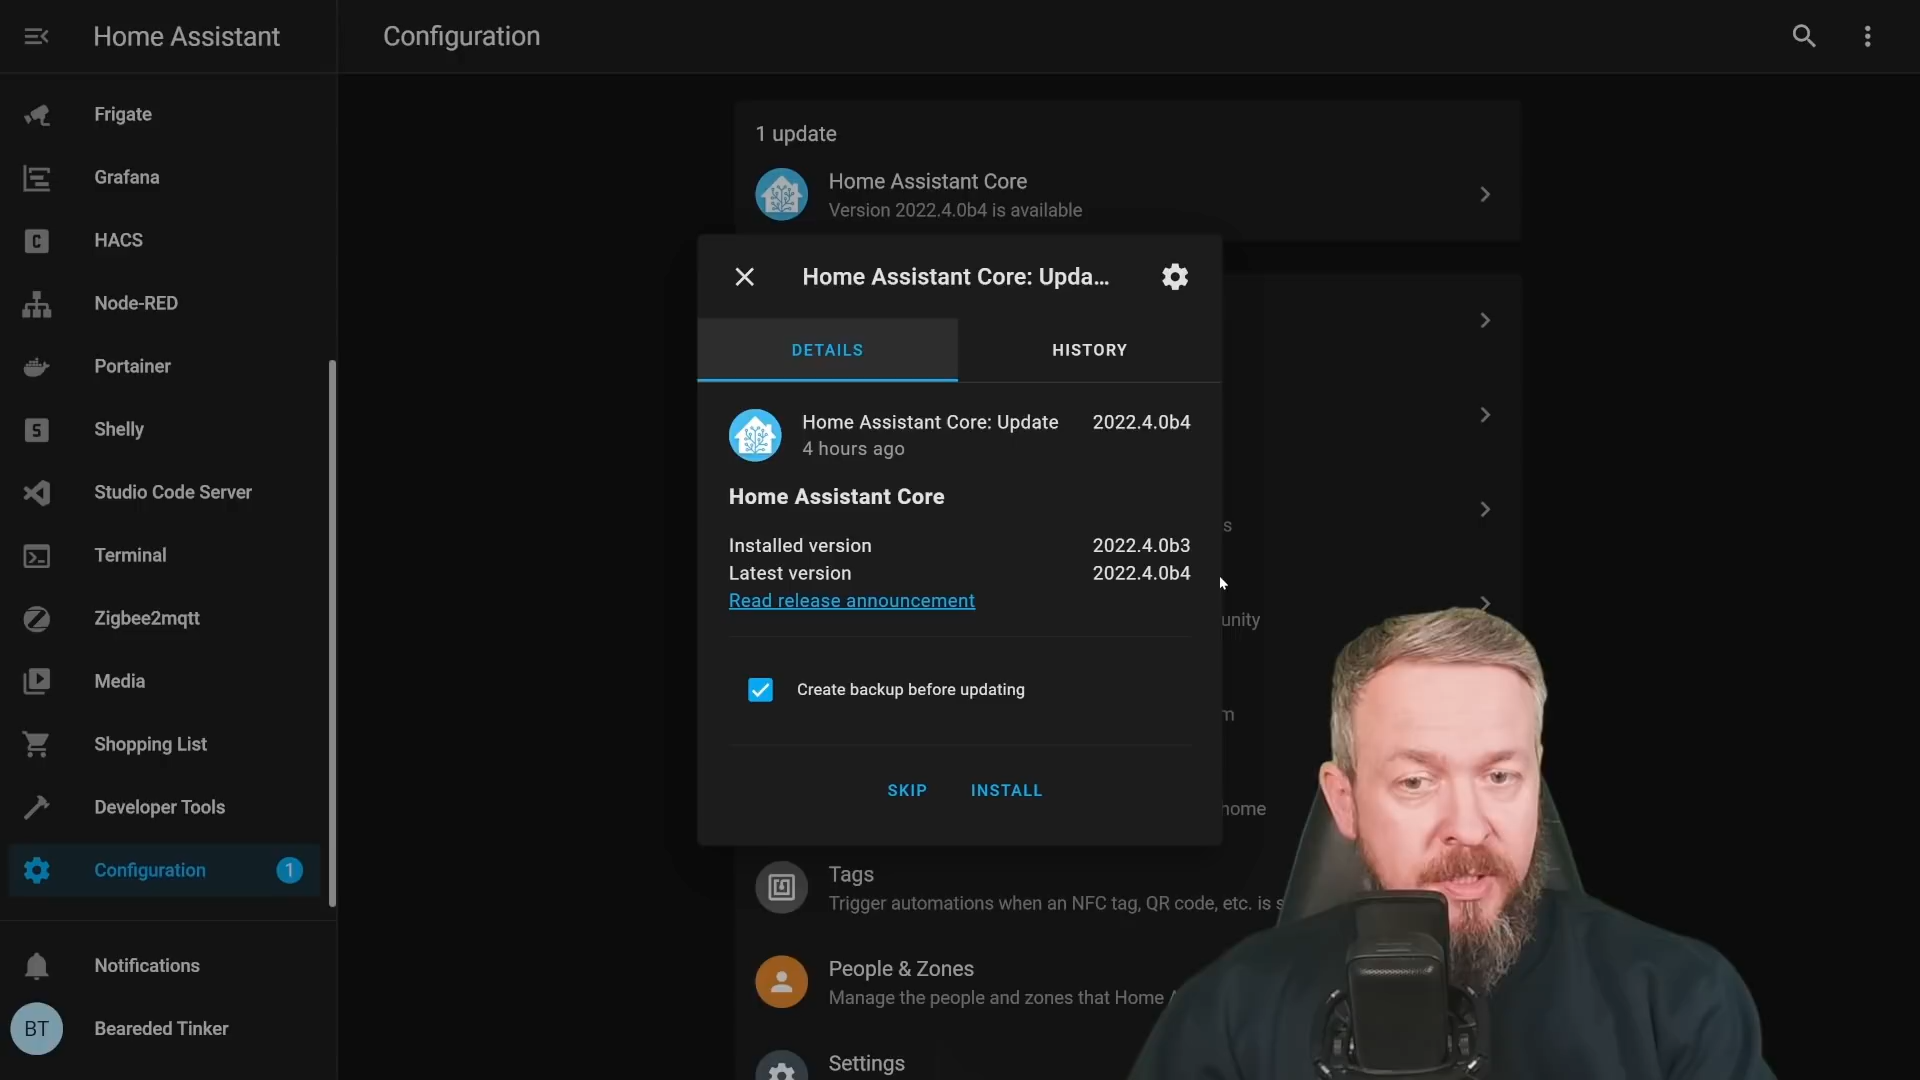 Home Assistant
Configuration
Frigate
Grafana
HACS
Node-RED
Portainer
Shelly
Studio Code Server
Terminal
Zigbee2mqtt
Media
Shopping List
Developer Tools
Configuration
1
Notifications
BT
Bearded Tinker
1 update
Home Assistant Core
Version 2022.4.0b4 is available
Home Assistant Core: Upda...
DETAILS
HISTORY
Home Assistant Core: Update
2022.4.0b4
4 hours ago
Home Assistant Core
Installed version
2022.4.0b3
Latest version
2022.4.0b4
Read release announcement
Create backup before updating
SKIP
INSTALL
s
unity
m
home
Tags
Trigger automations when an NFC tag, QR code, etc. is s
People & Zones
Manage the people and zones that Home A
Settings